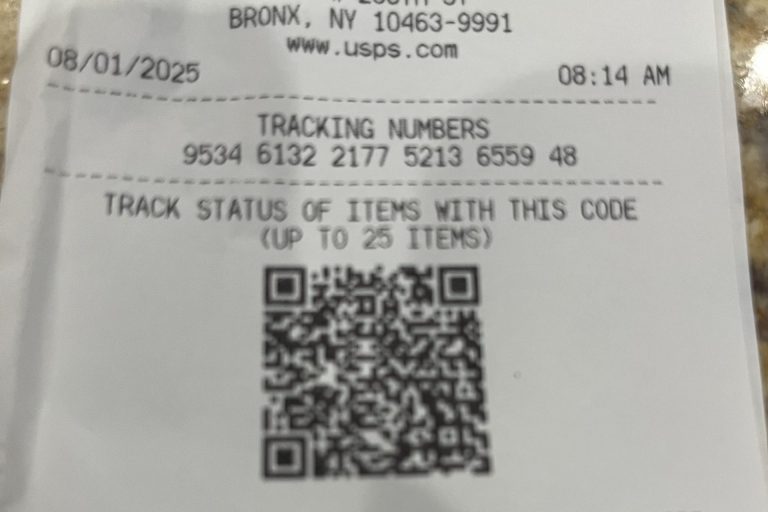 BRONX, NY 10463-9991
www.usps.com
08/01/2025 08:14 AM
TRACKING NUMBERS
9534 6132 2177 5213 6559 48
TRACK STATUS OF ITEMS WITH THIS CODE
(UP TO 25 ITEMS)